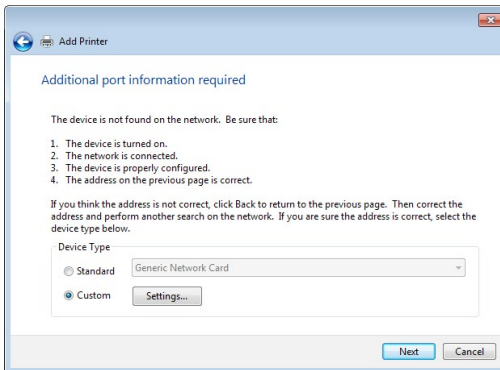 Add Printer
Additional port information required
The device is not found on the network.  Be sure that:
1.  The device is turned on.
2.  The network is connected.
3.  The device is properly configured.
4.  The address on the previous page is correct.
If you think the address is not correct, click Back to return to the previous page.  Then correct the
address and perform another search on the network.  If you are sure the address is correct, select the
device type below.
Device Type
Standard
Generic Network Card
Custom
Settings...
Next
Cancel